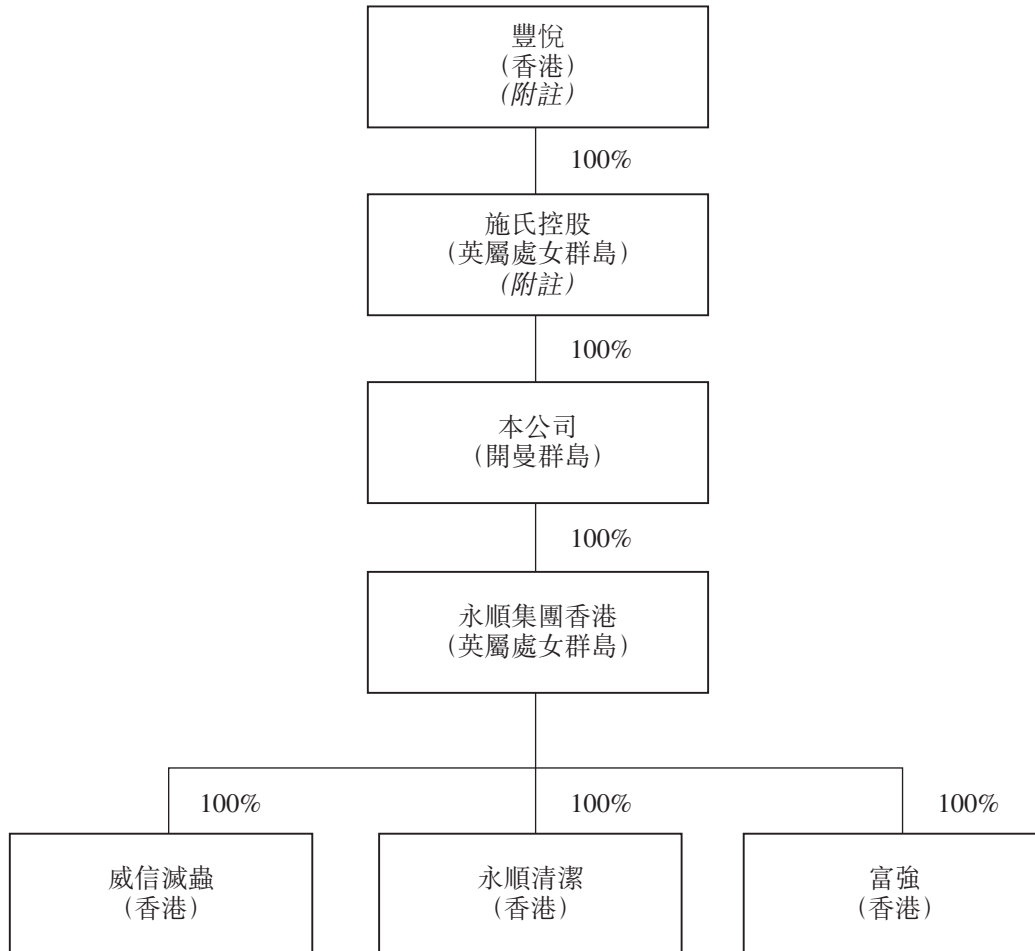 豐悅
（香港）
（附註）
100%
施氏控股
（英屬處女群島）
（附註）
100%
本公司
（開曼群島）
100%
永順集團香港
（英屬處女群島）
100%
100%
100%
威信滅蟲
（香港）
永順清潔
（香港）
富強
（香港）